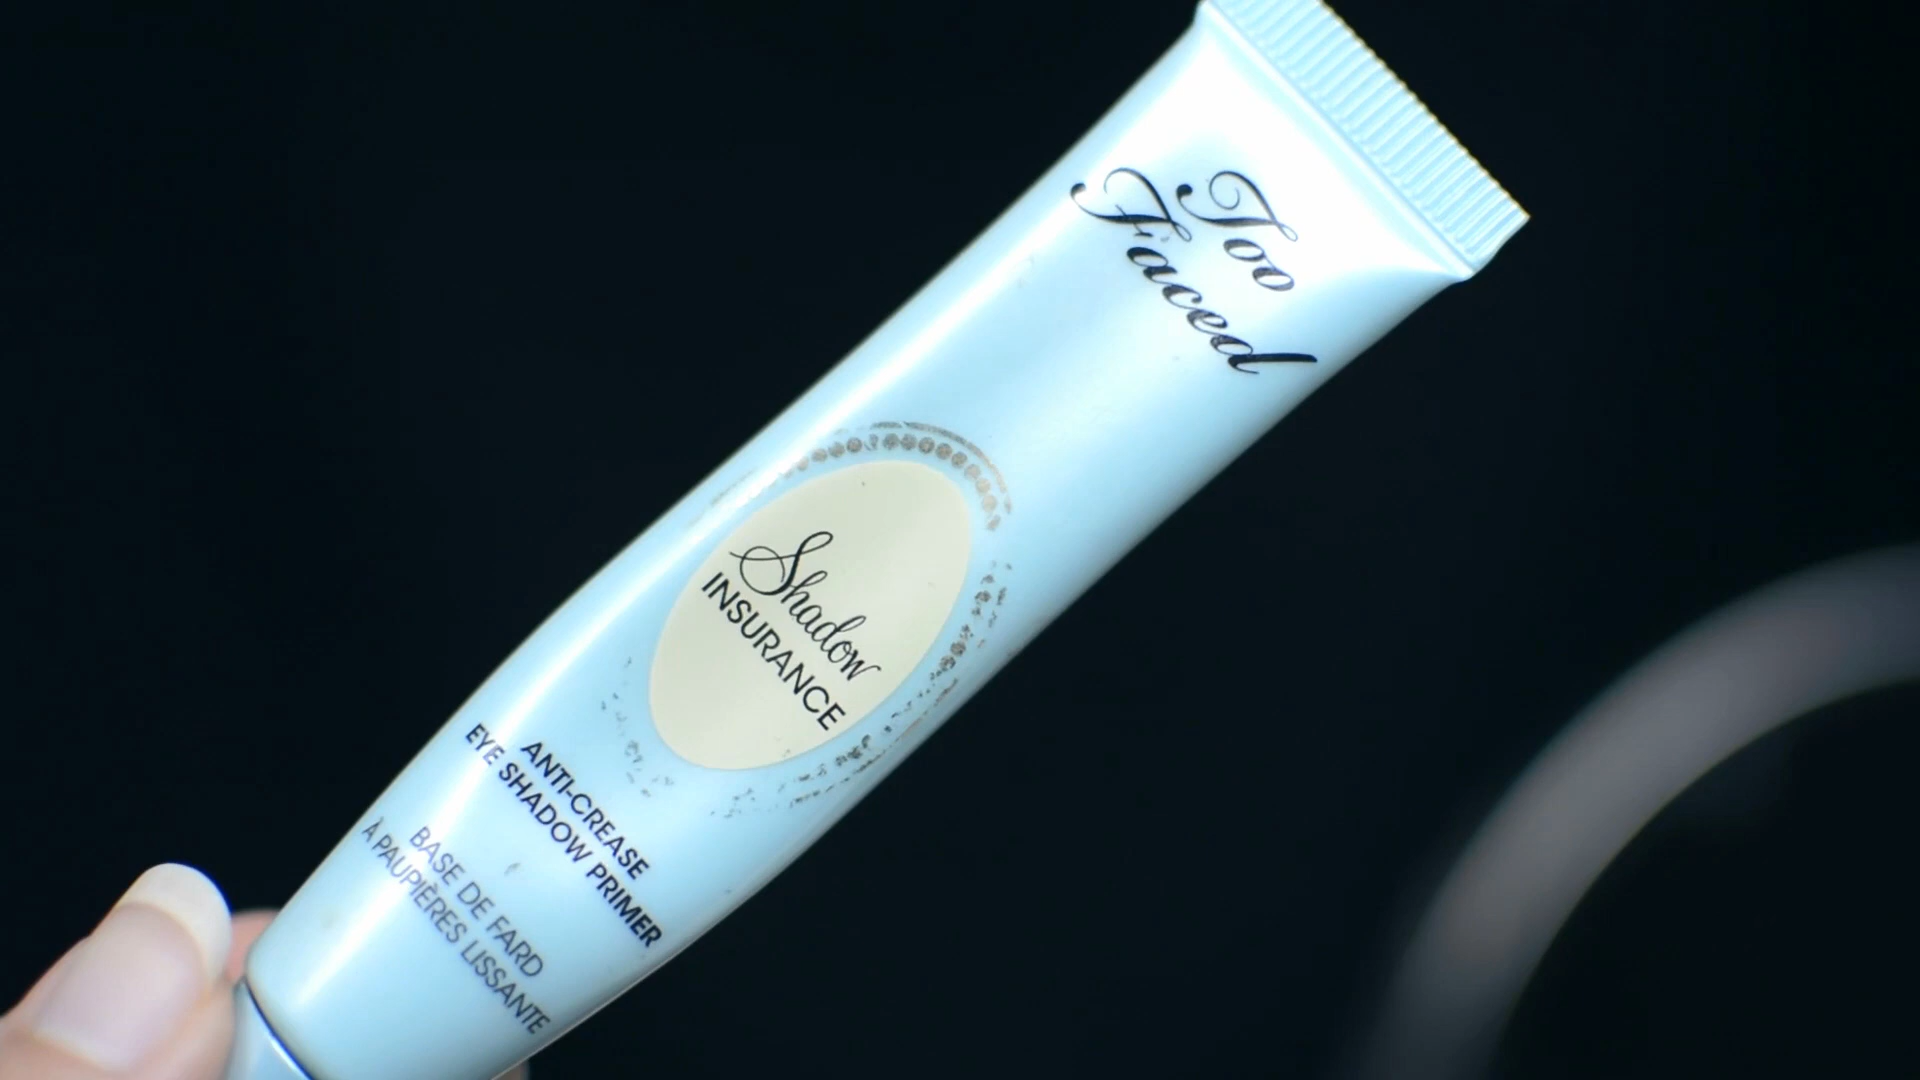 Too
Faced
Shadow
INSURANCE
ANTI-CREASE
EYE SHADOW PRIMER
BASE DE FARD
À PAUPIÈRES LISSANTE